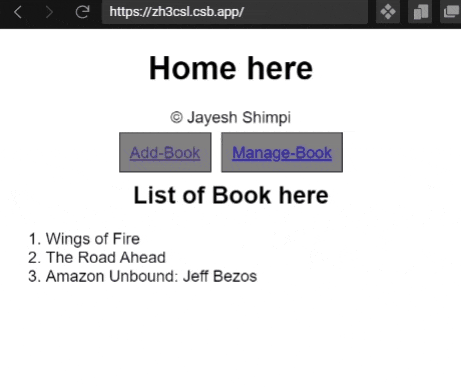 https://zh3csl.csb.app/
Home here
© Jayesh Shimpi
Add-Book Manage-Book
List of Book here
1. Wings of Fire
2. The Road Ahead
3. Amazon Unbound: Jeff Bezos